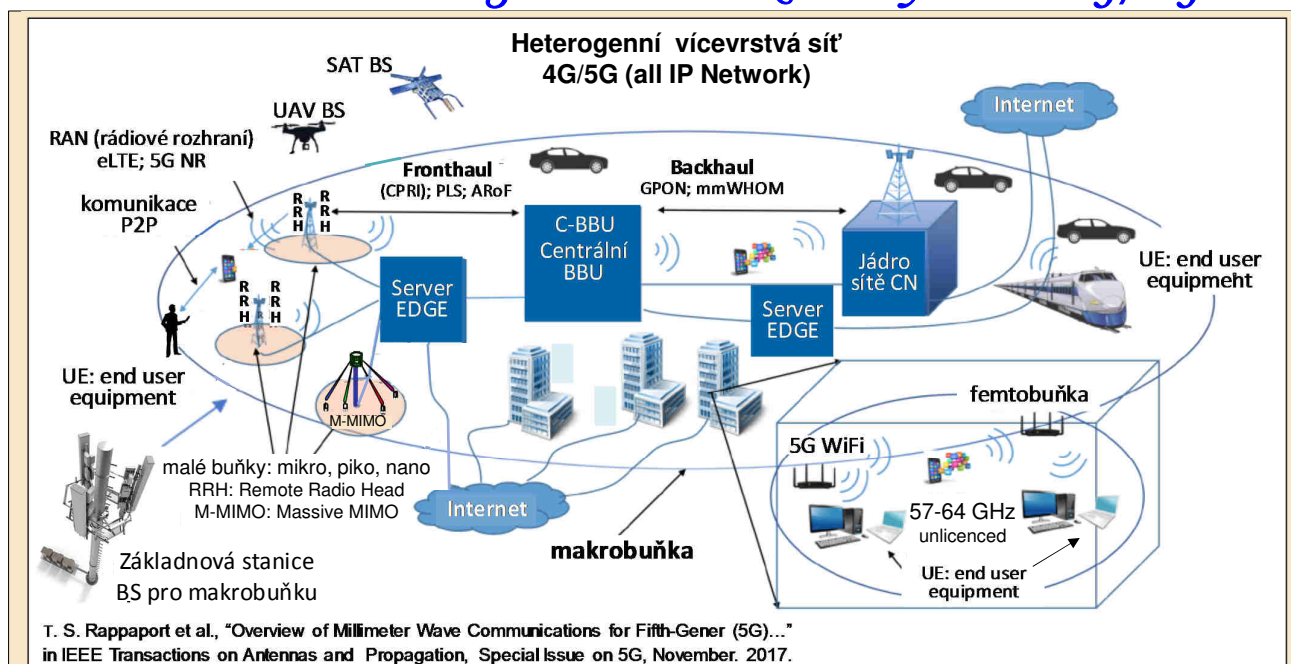 Heterogenní vícevrstvá síť
4G/5G (all IP Network)
SAT BS
UAV BS
Internet
RAN (rádiové rozhraní)
eLTE; 5G NR
Fronthaul
(CPRI); PLS; ARoF
Backhaul
GPON; mmWHOM
komunikace
P2P
RRH
RRH
C-BBU
Centrální
BBU
Jádro
sítě CN
UE: end user
equipmeht
Server
EDGE
RRH
RRH
R
Server
EDGE
UE: end user
equipment
M-MIMO
femtobuňka
5G WiFi
malé buňky: mikro, piko, nano
RRH: Remote Radio Head
M-MIMO: Massive MIMO
Internet
57-64 GHz
unlicenced
makrobuňka
Základnová stanice
BS pro makrobuňku
UE: end user
equipment
T. S. Rappaport et al., “Overview of Millimeter Wave Communications for Fifth-Gener (5G)...”
in IEEE Transactions on Antennas and Propagation, Special Issue on 5G, November. 2017.